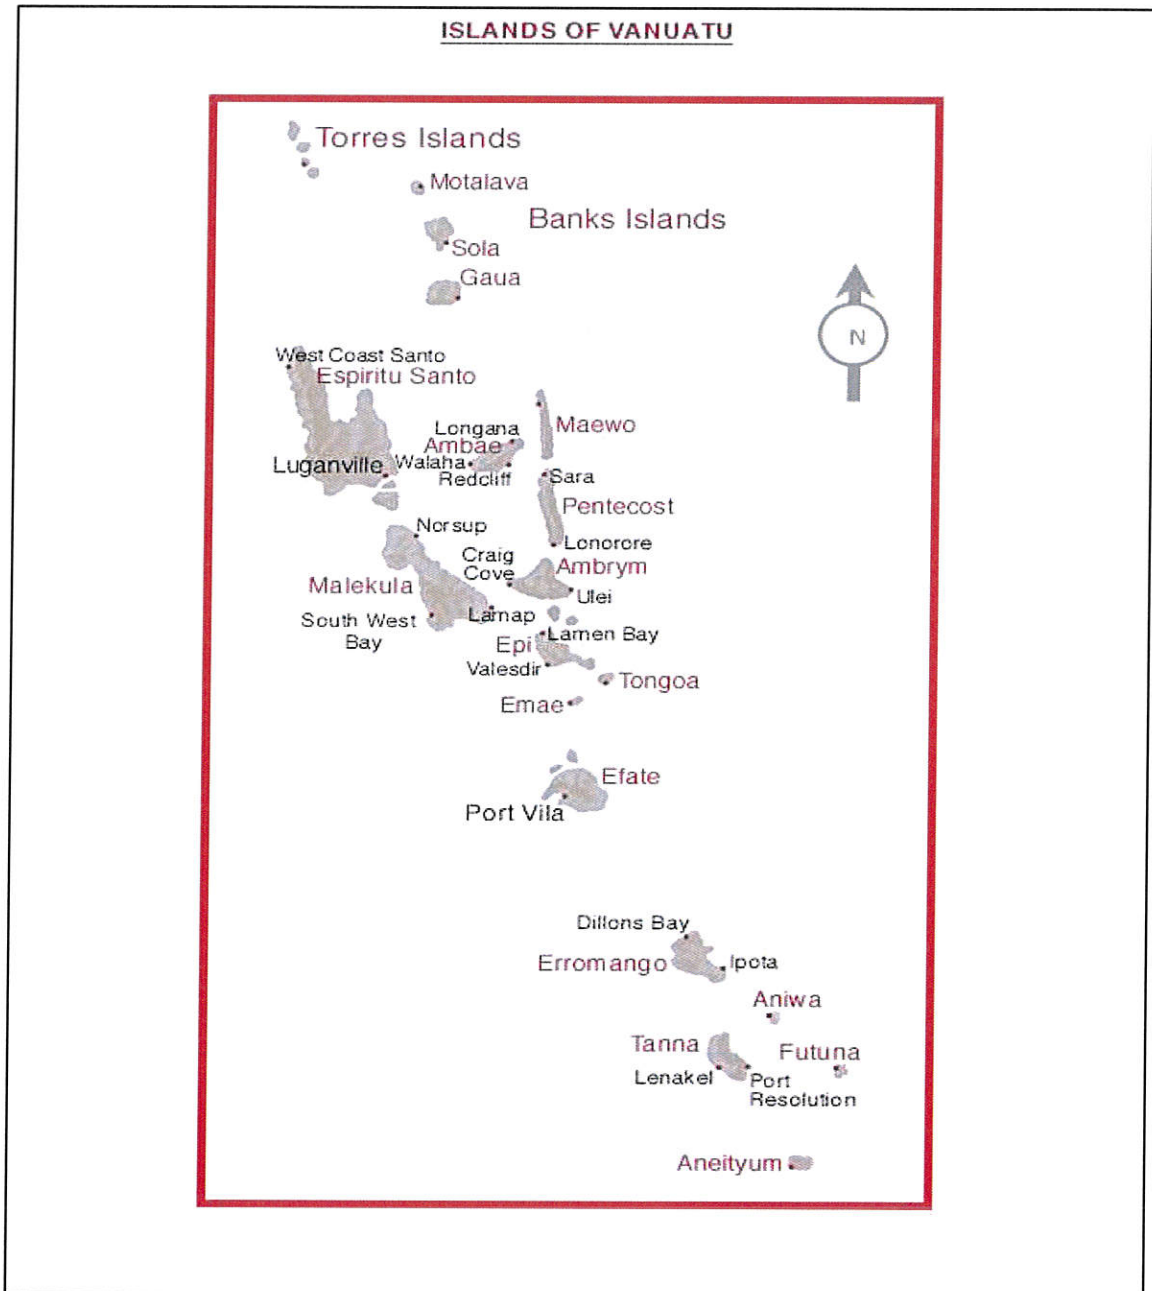 ISLANDS OF VANUATU
Torres Islands
Motalava
Banks Islands
Sola
Gaua
N
West Coast Santo
Espiritu Santo
Maewo
Longana
Ambae
Luganville
Walaha
Redcliff
Sara
Pentecost
Norsup
Lonorore
Craig
Cove
Ambrym
Malekula
Ulei
Lamap
South West
Bay
Lamen Bay
Epi
Valesdir
Tongoa
Emae
Efate
Port Vila
Dillons Bay
Erromango
Ipota
Aniwa
Tanna
Futuna
Lenakel
Port
Resolution
Aneityum